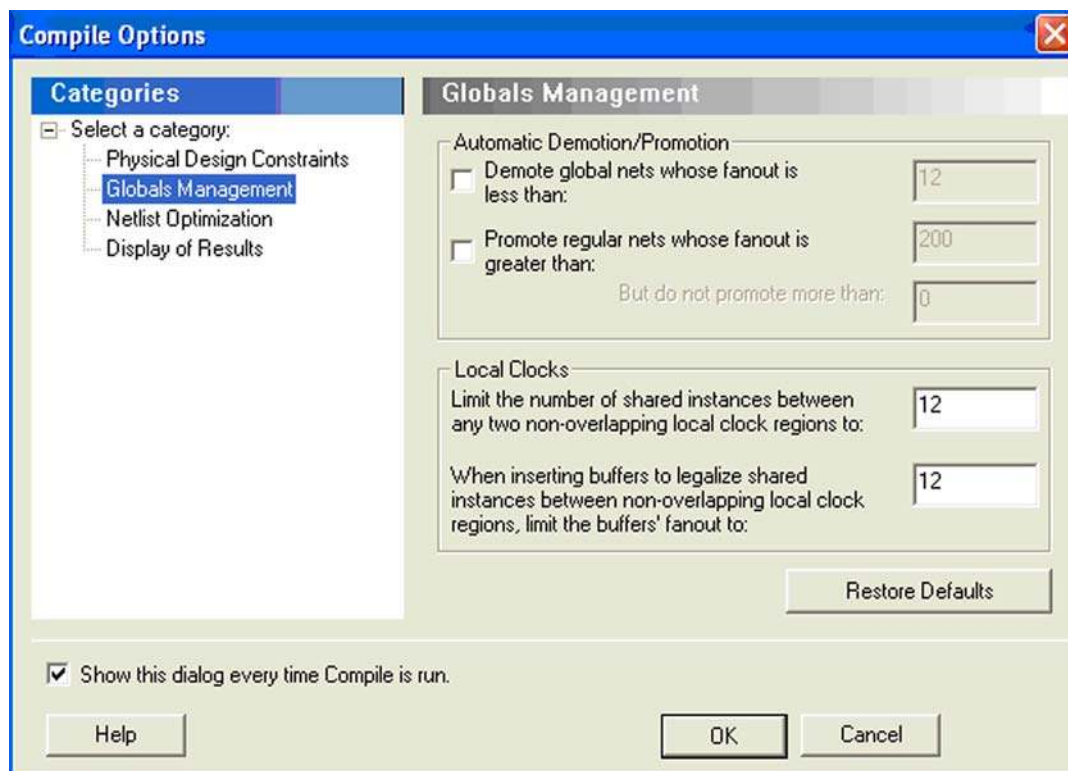 Compile Options
Categories
Select a category:
Physical Design Constraints
Globals Management
Netlist Optimization
Display of Results
Globals Management
Automatic Demotion/Promotion
Demote global nets whose fanout is
less than:
12
Promote regular nets whose fanout is
greater than:
200
But do not promote more than:
0
Local Clocks
Limit the number of shared instances between
any two non-overlapping local clock regions to:
12
When inserting buffers to legalize shared
instances between non-overlapping local clock
regions, limit the buffers' fanout to:
12
Restore Defaults
Show this dialog every time Compile is run.
Help
OK
Cancel